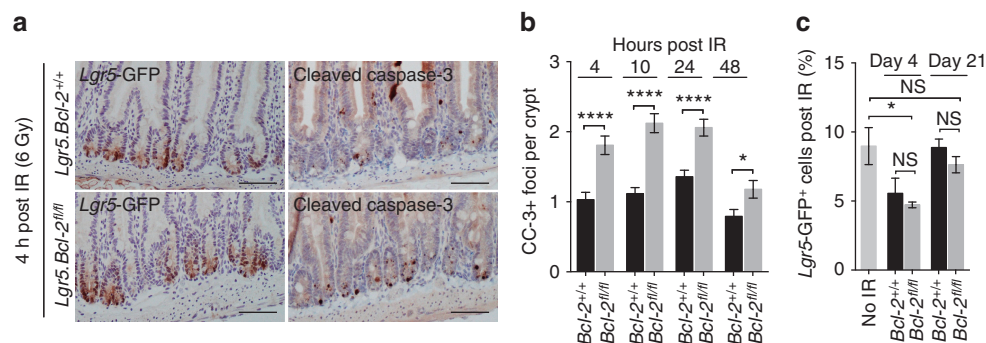 a
4 h post IR (6 Gy)
Lgr5.Bcl-2+/+
Lgr5.Bcl-2fl/fl
Lgr5-GFP
Cleaved caspase-3
Lgr5-GFP
Cleaved caspase-3
b
Hours post IR
4 10 24 48
CC-3+ foci per crypt
3
2
1
0
**** **** **** *
Bcl-2+/+ Bcl-2fl/fl Bcl-2+/+ Bcl-2fl/fl Bcl-2+/+ Bcl-2fl/fl Bcl-2+/+ Bcl-2fl/fl
c
Lgr5-GFP+ cells post IR (%)
15
10
5
0
Day 4 Day 21
NS
*
NS
NS
No IR Bcl-2+/+ Bcl-2fl/fl Bcl-2+/+ Bcl-2fl/fl